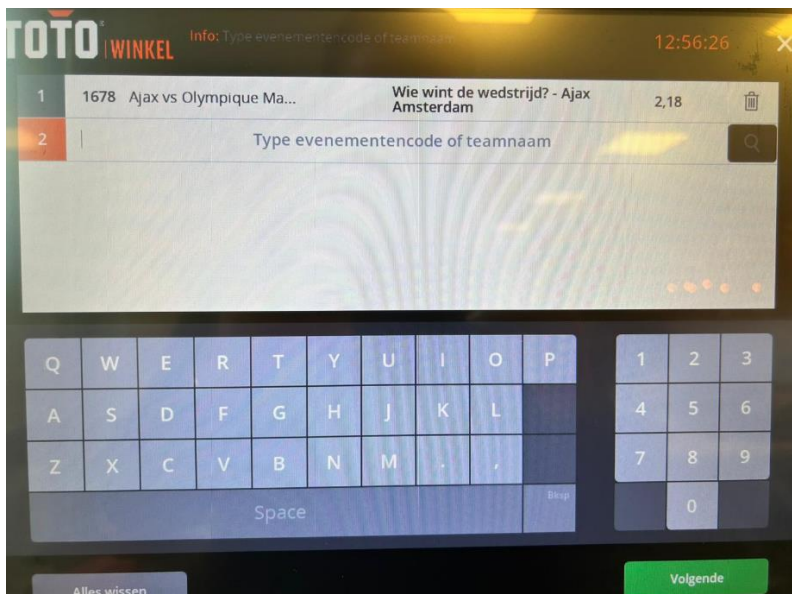 TOTO WINKEL
Info: Type evenementencode of teamnaam
12:56:26 X
1 1678 Ajax vs Olympique Ma... Wie wint de wedstrijd? - Ajax Amsterdam 2,18
2 Type evenementencode of teamnaam
Q W E R T Y U I O P 1 2 3
A S D F G H J K L 4 5 6
Z X C V B N M . , 7 8 9
Space Bksp 0
Alles wissen Volgende